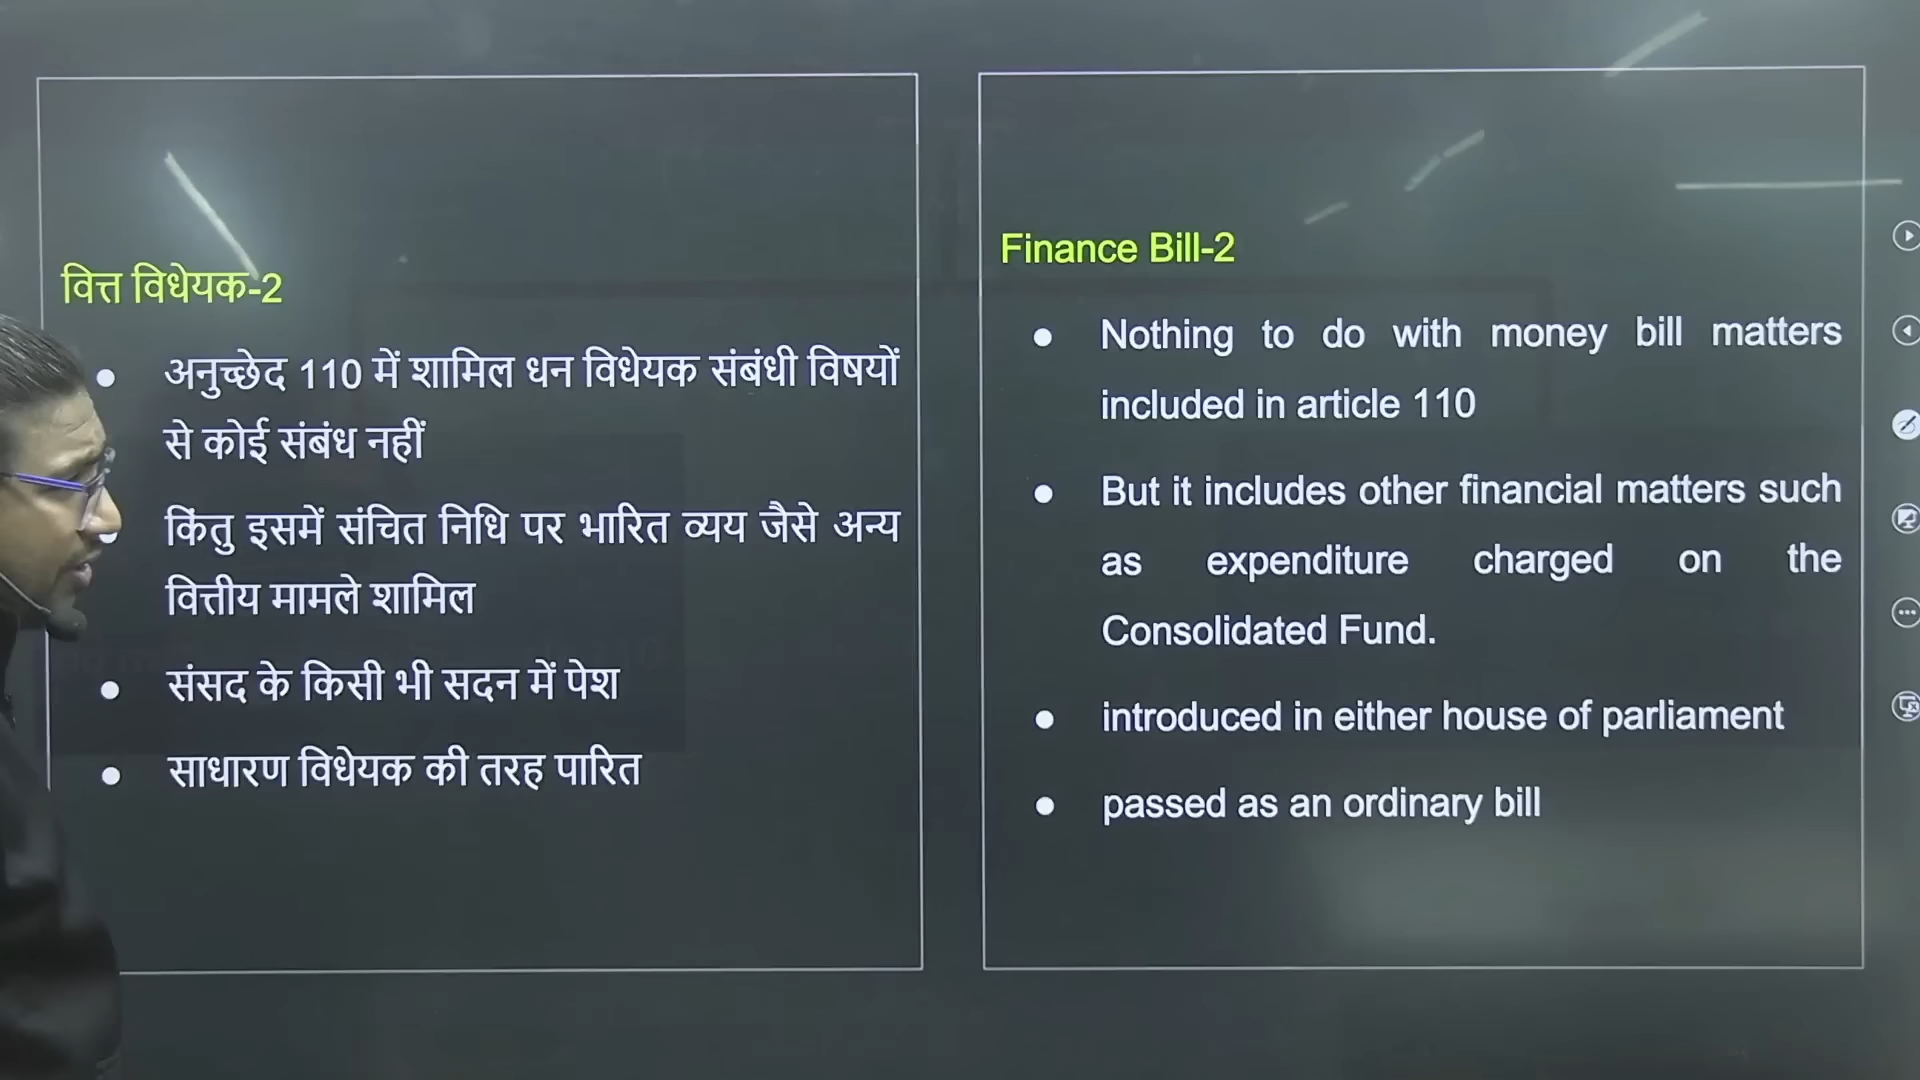 वित्त विधेयक-2
अनुच्छेद 110 में शामिल धन विधेयक संबंधी विषयों
से कोई संबंध नहीं
किंतु इसमें संचित निधि पर भारित व्यय जैसे अन्य
वित्तीय मामले शामिल
संसद के किसी भी सदन में पेश
साधारण विधेयक की तरह पारित
Finance Bill-2
Nothing to do with money bill matters
included in article 110
But it includes other financial matters such
as expenditure charged on the
Consolidated Fund.
introduced in either house of parliament
passed as an ordinary bill